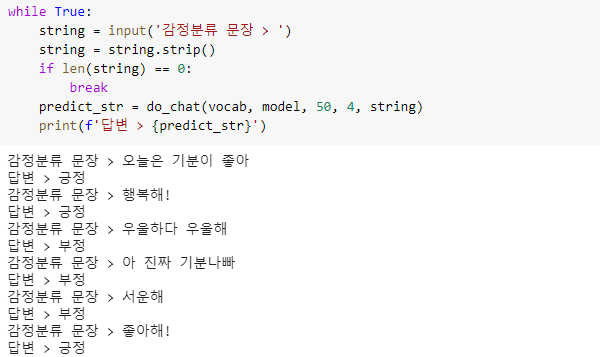 while True:
    string = input('감정분류 문장 > ')
    string = string.strip()
    if len(string) == 0:
        break
    predict_str = do_chat(vocab, model, 50, 4, string)
    print(f'답변 > {predict_str}')
감정분류 문장 > 오늘은 기분이 좋아
답변 > 긍정
감정분류 문장 > 행복해!
답변 > 긍정
감정분류 문장 > 우울하다 우울해
답변 > 부정
감정분류 문장 > 아 진짜 기분나빠
답변 > 부정
감정분류 문장 > 서운해
답변 > 부정
감정분류 문장 > 좋아해!
답변 > 긍정